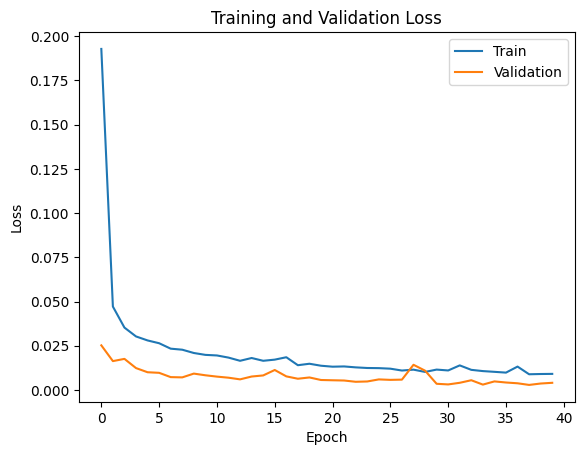 Training and Validation Loss
Train
Validation
0.200
0.175
0.150
0.125
0.100
0.075
0.050
0.025
0.000
Loss
0 5 10 15 20 25 30 35 40
Epoch